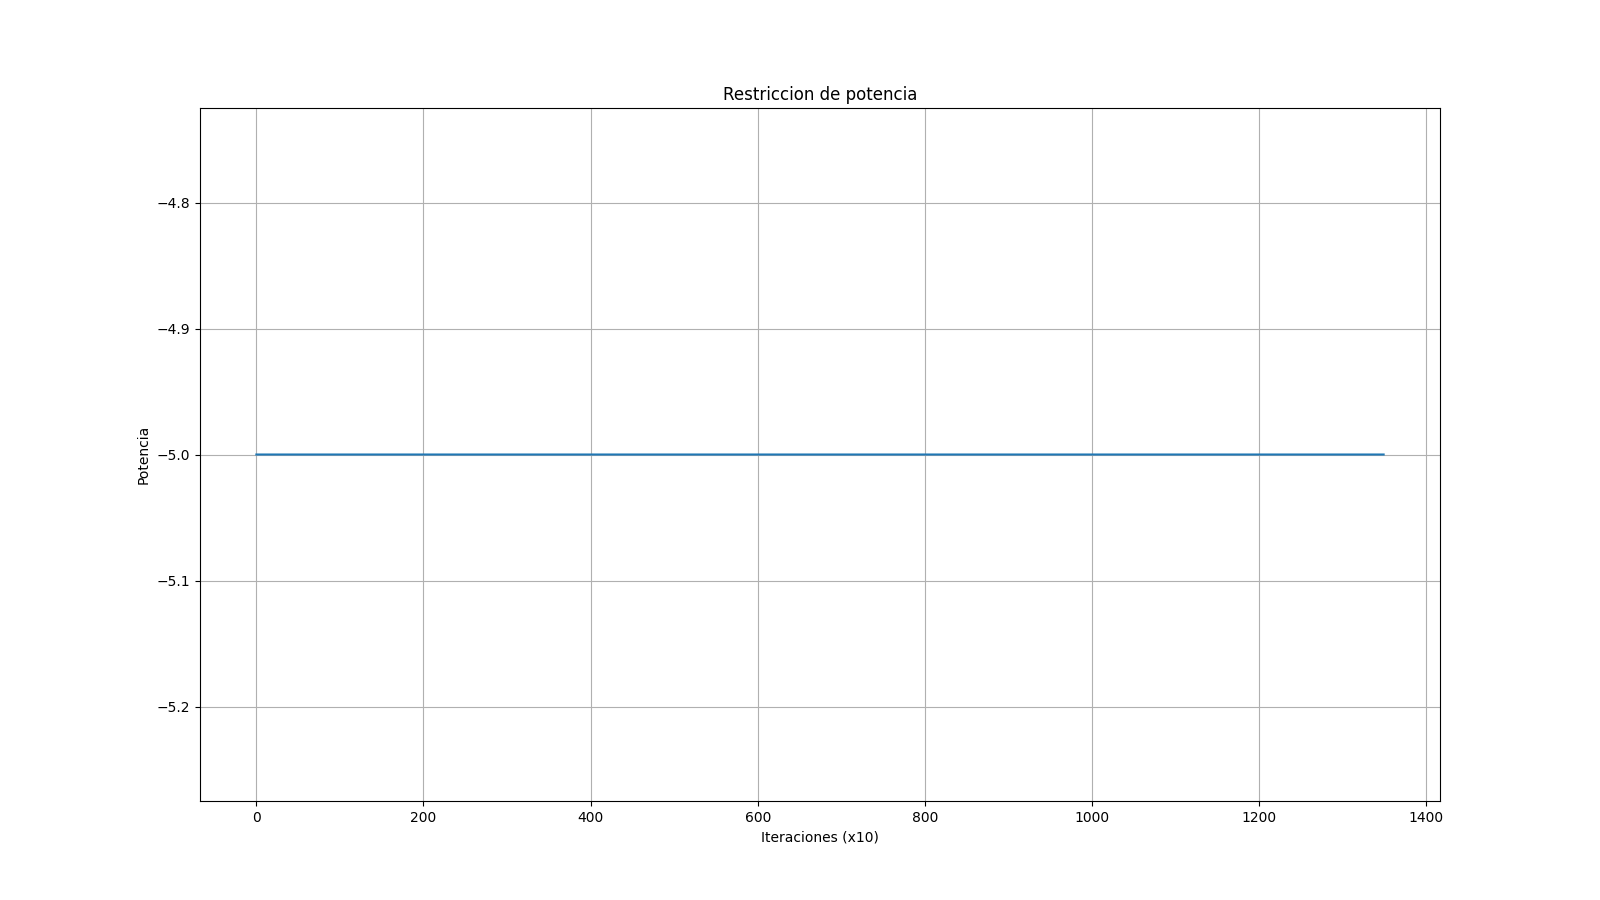 Restriccion de potencia
−4.8
−4.9
−5.0
−5.1
−5.2
Potencia
0 200 400 600 800 1000 1200 1400
Iteraciones (x10)